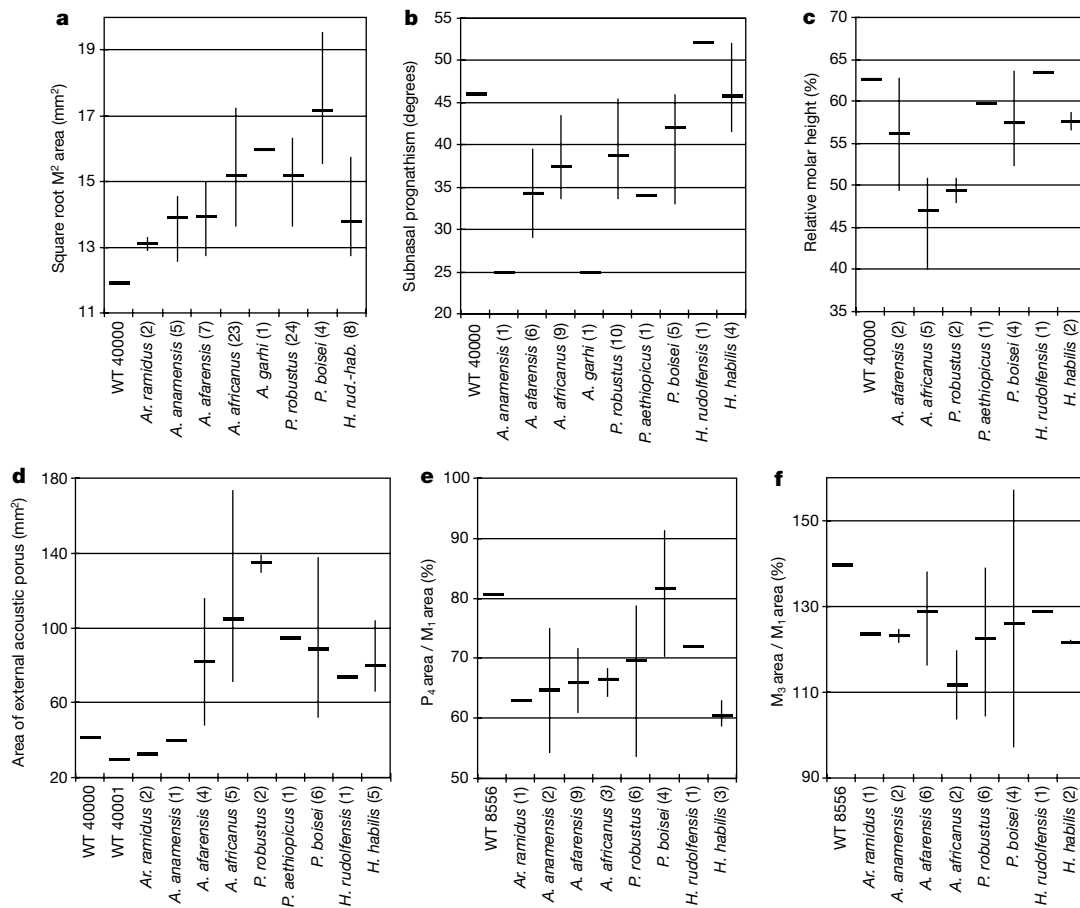 a
Square root M² area (mm²)
19
17
15
13
11
WT 40000
Ar. ramidus (2)
A. anamensis (5)
A. afarensis (7)
A. africanus (23)
A. garhi (1)
P. robustus (24)
P. boisei (4)
H. rud.-hab. (8)
b
Subnasal prognathism (degrees)
55
50
45
40
35
30
25
20
WT 40000
A. anamensis (1)
A. afarensis (6)
A. africanus (9)
A. garhi (1)
P. robustus (10)
P. aethiopicus (1)
P. boisei (5)
H. rudolfensis (1)
H. habilis (4)
c
Relative molar height (%)
70
65
60
55
50
45
40
35
WT 40000
A. afarensis (2)
A. africanus (5)
P. robustus (2)
P. aethiopicus (1)
P. boisei (4)
H. rudolfensis (1)
H. habilis (2)
d
Area of external acoustic porus (mm²)
180
140
100
60
20
WT 40000
WT 40001
Ar. ramidus (2)
A. anamensis (1)
A. afarensis (4)
A. africanus (5)
P. robustus (2)
P. aethiopicus (1)
P. boisei (6)
H. rudolfensis (1)
H. habilis (5)
e
P₄ area / M₁ area (%)
100
90
80
70
60
50
WT 8556
Ar. ramidus (1)
A. anamensis (2)
A. afarensis (9)
A. africanus (3)
P. robustus (6)
P. boisei (4)
H. rudolfensis (1)
H. habilis (3)
f
M₃ area / M₁ area (%)
150
130
110
90
WT 8556
Ar. ramidus (1)
A. anamensis (2)
A. afarensis (6)
A. africanus (2)
P. robustus (6)
P. boisei (4)
H. rudolfensis (1)
H. habilis (2)